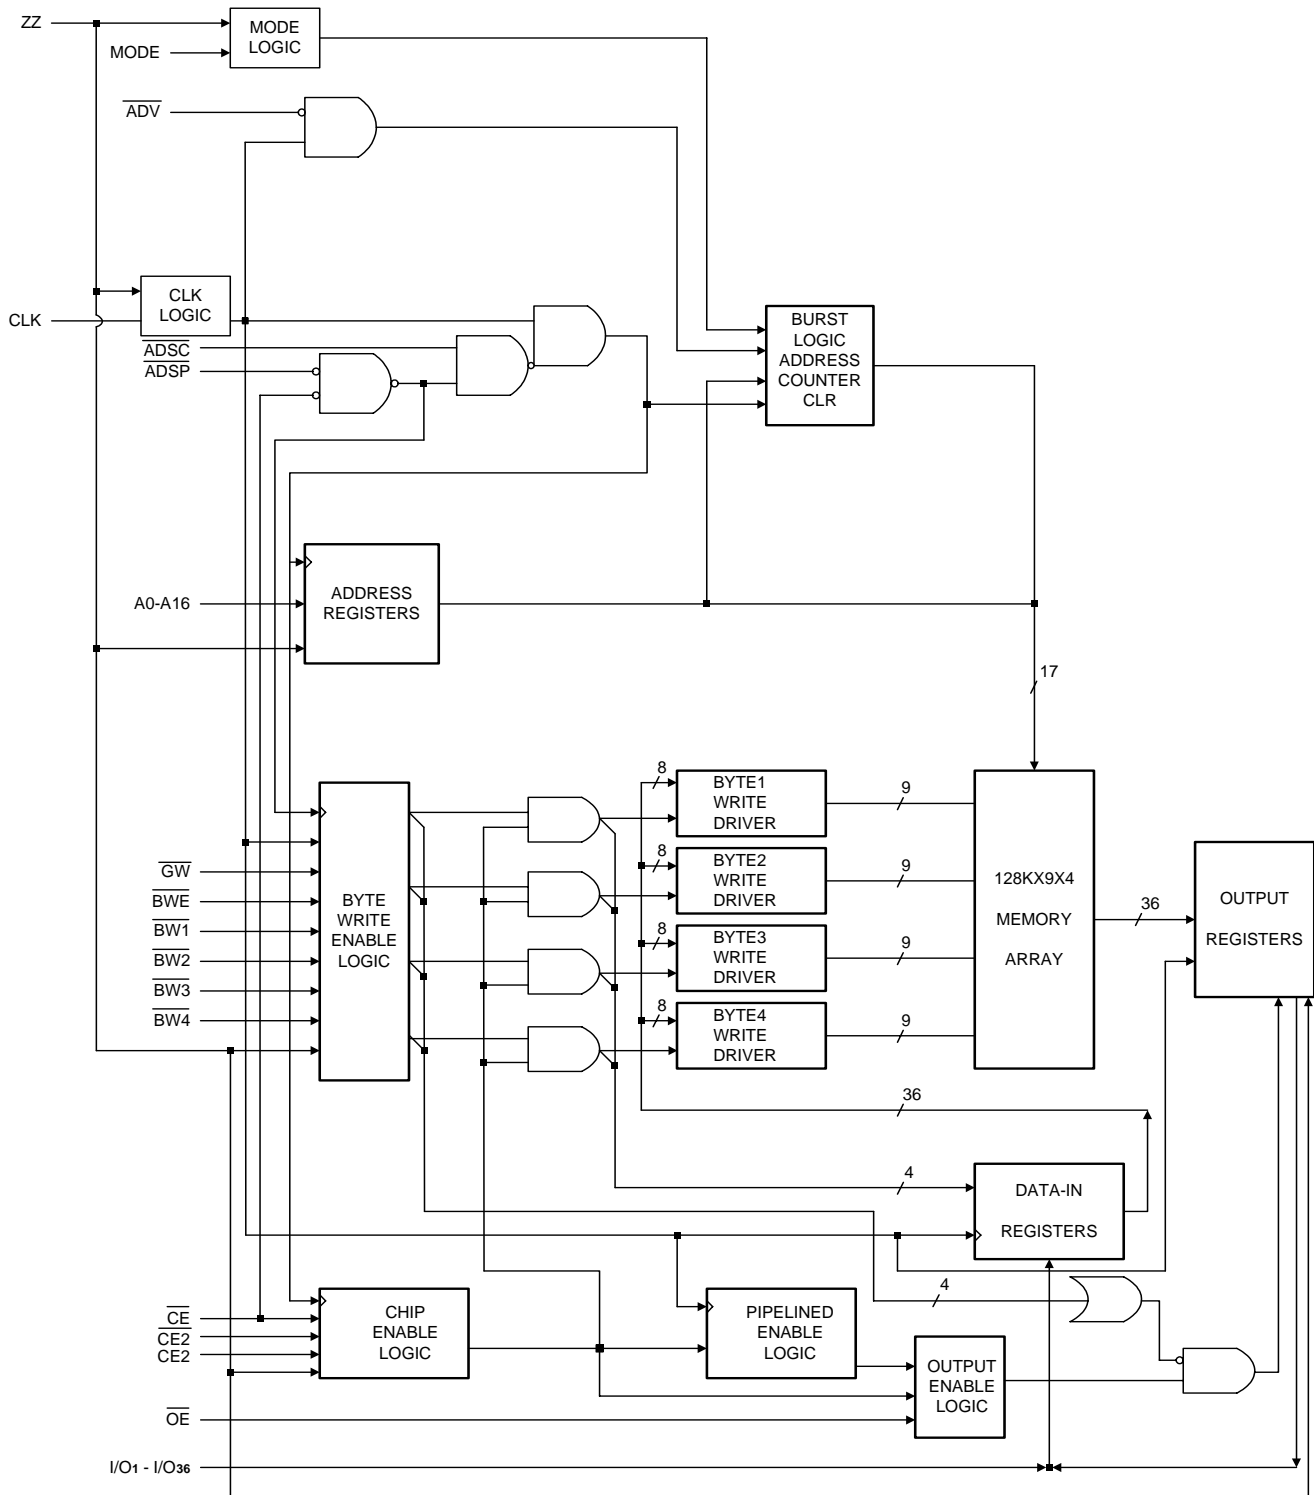 ZZ
MODE
MODE
LOGIC
ADV
CLK
CLK
LOGIC
ADSC
ADSP
BURST
LOGIC
ADDRESS
COUNTER
CLR
A0-A16
ADDRESS
REGISTERS
17
GW
BWE
BW1
BW2
BW3
BW4
BYTE
WRITE
ENABLE
LOGIC
8
BYTE1
WRITE
DRIVER
9
8
BYTE2
WRITE
DRIVER
9
8
BYTE3
WRITE
DRIVER
9
8
BYTE4
WRITE
DRIVER
9
128KX9X4
MEMORY
ARRAY
36
OUTPUT
REGISTERS
36
4
DATA-IN
REGISTERS
4
CE
CE2
CE2
CHIP
ENABLE
LOGIC
PIPELINED
ENABLE
LOGIC
OUTPUT
ENABLE
LOGIC
OE
I/O1 - I/O36